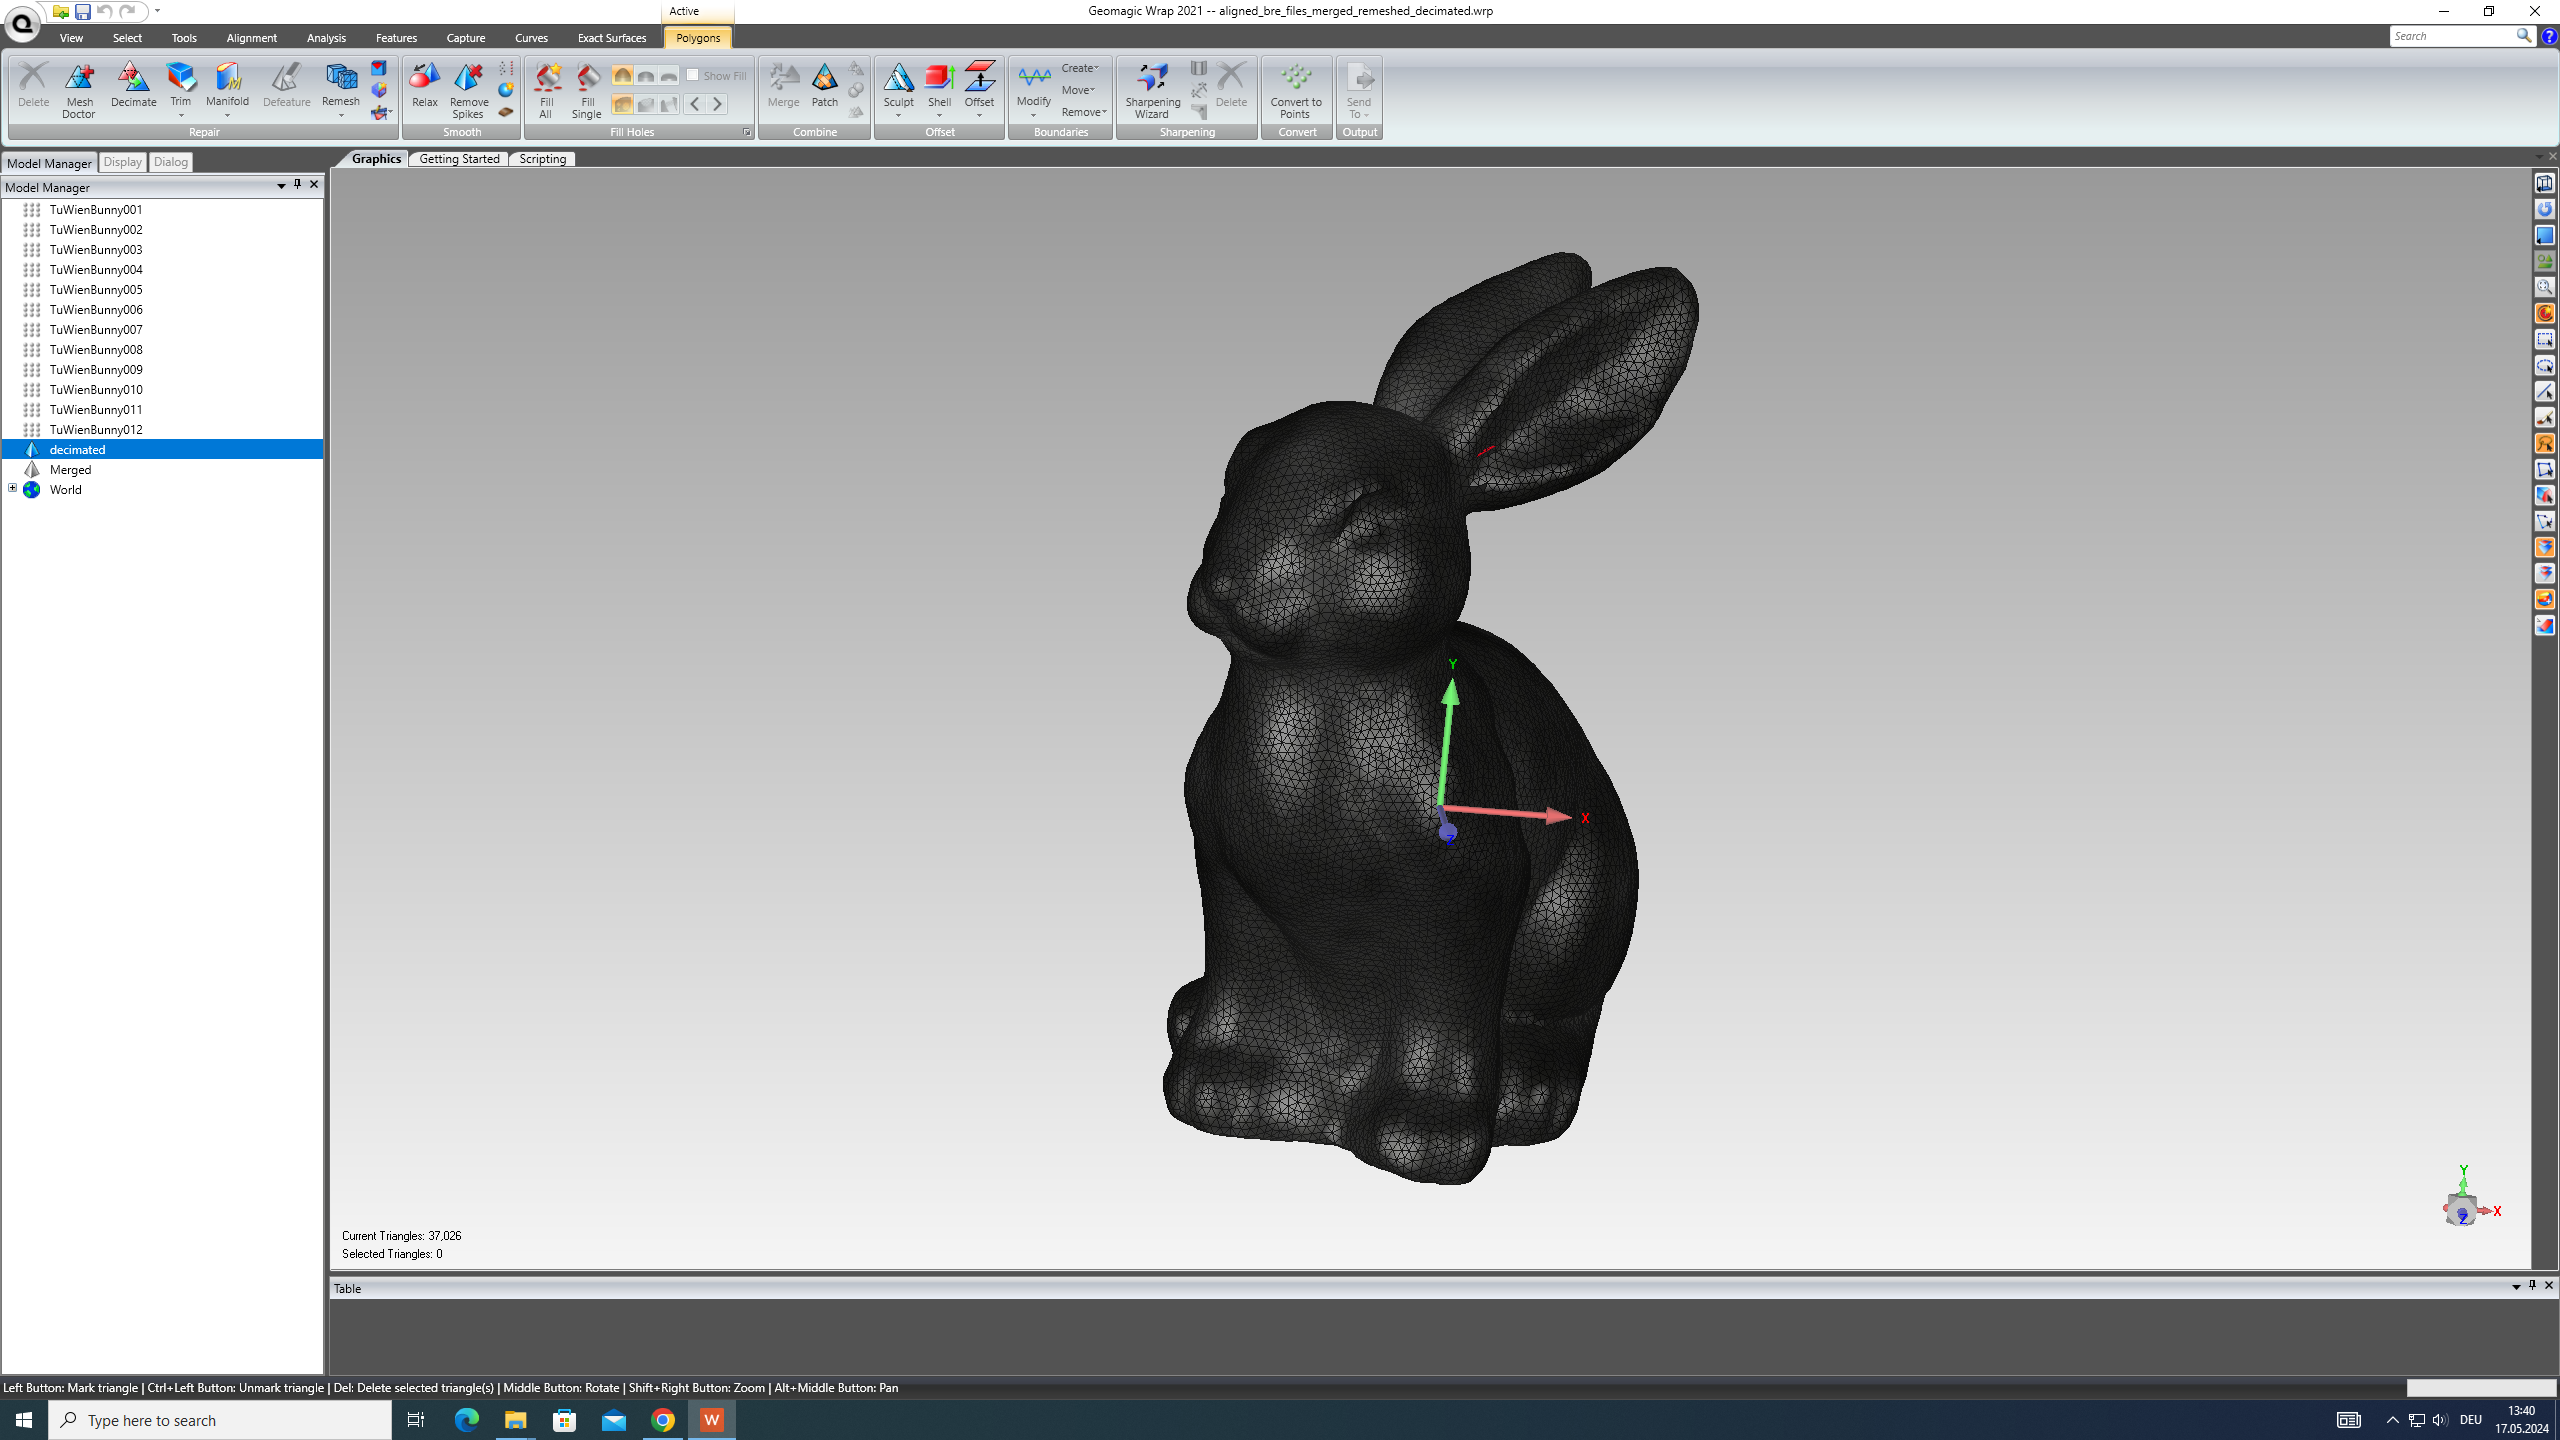 Active
Geomagic Wrap 2021 -- aligned_bre_files_merged_remeshed_decimated.wrp
View Select Tools Alignment Analysis Features Capture Curves Exact Surfaces Polygons
Search
Delete Mesh Doctor Decimate Trim Manifold Defeature Remesh
Repair
Relax Remove Spikes
Smooth
Fill All Fill Single Show Fill
Fill Holes
Merge Patch
Combine
Sculpt Shell Offset
Offset
Modify Create Move Remove
Boundaries
Sharpening Wizard Delete
Sharpening
Convert to Points
Convert
Send To
Output
Model Manager Display Dialog
Graphics Getting Started Scripting
Model Manager
TuWienBunny001
TuWienBunny002
TuWienBunny003
TuWienBunny004
TuWienBunny005
TuWienBunny006
TuWienBunny007
TuWienBunny008
TuWienBunny009
TuWienBunny010
TuWienBunny011
TuWienBunny012
decimated
Merged
World
Y
X
Z
Y
X
Z
Current Triangles: 37,026
Selected Triangles: 0
Table
Left Button: Mark triangle | Ctrl+Left Button: Unmark triangle | Del: Delete selected triangle(s) | Middle Button: Rotate | Shift+Right Button: Zoom | Alt+Middle Button: Pan
Type here to search
W
DEU
13:40
17.05.2024